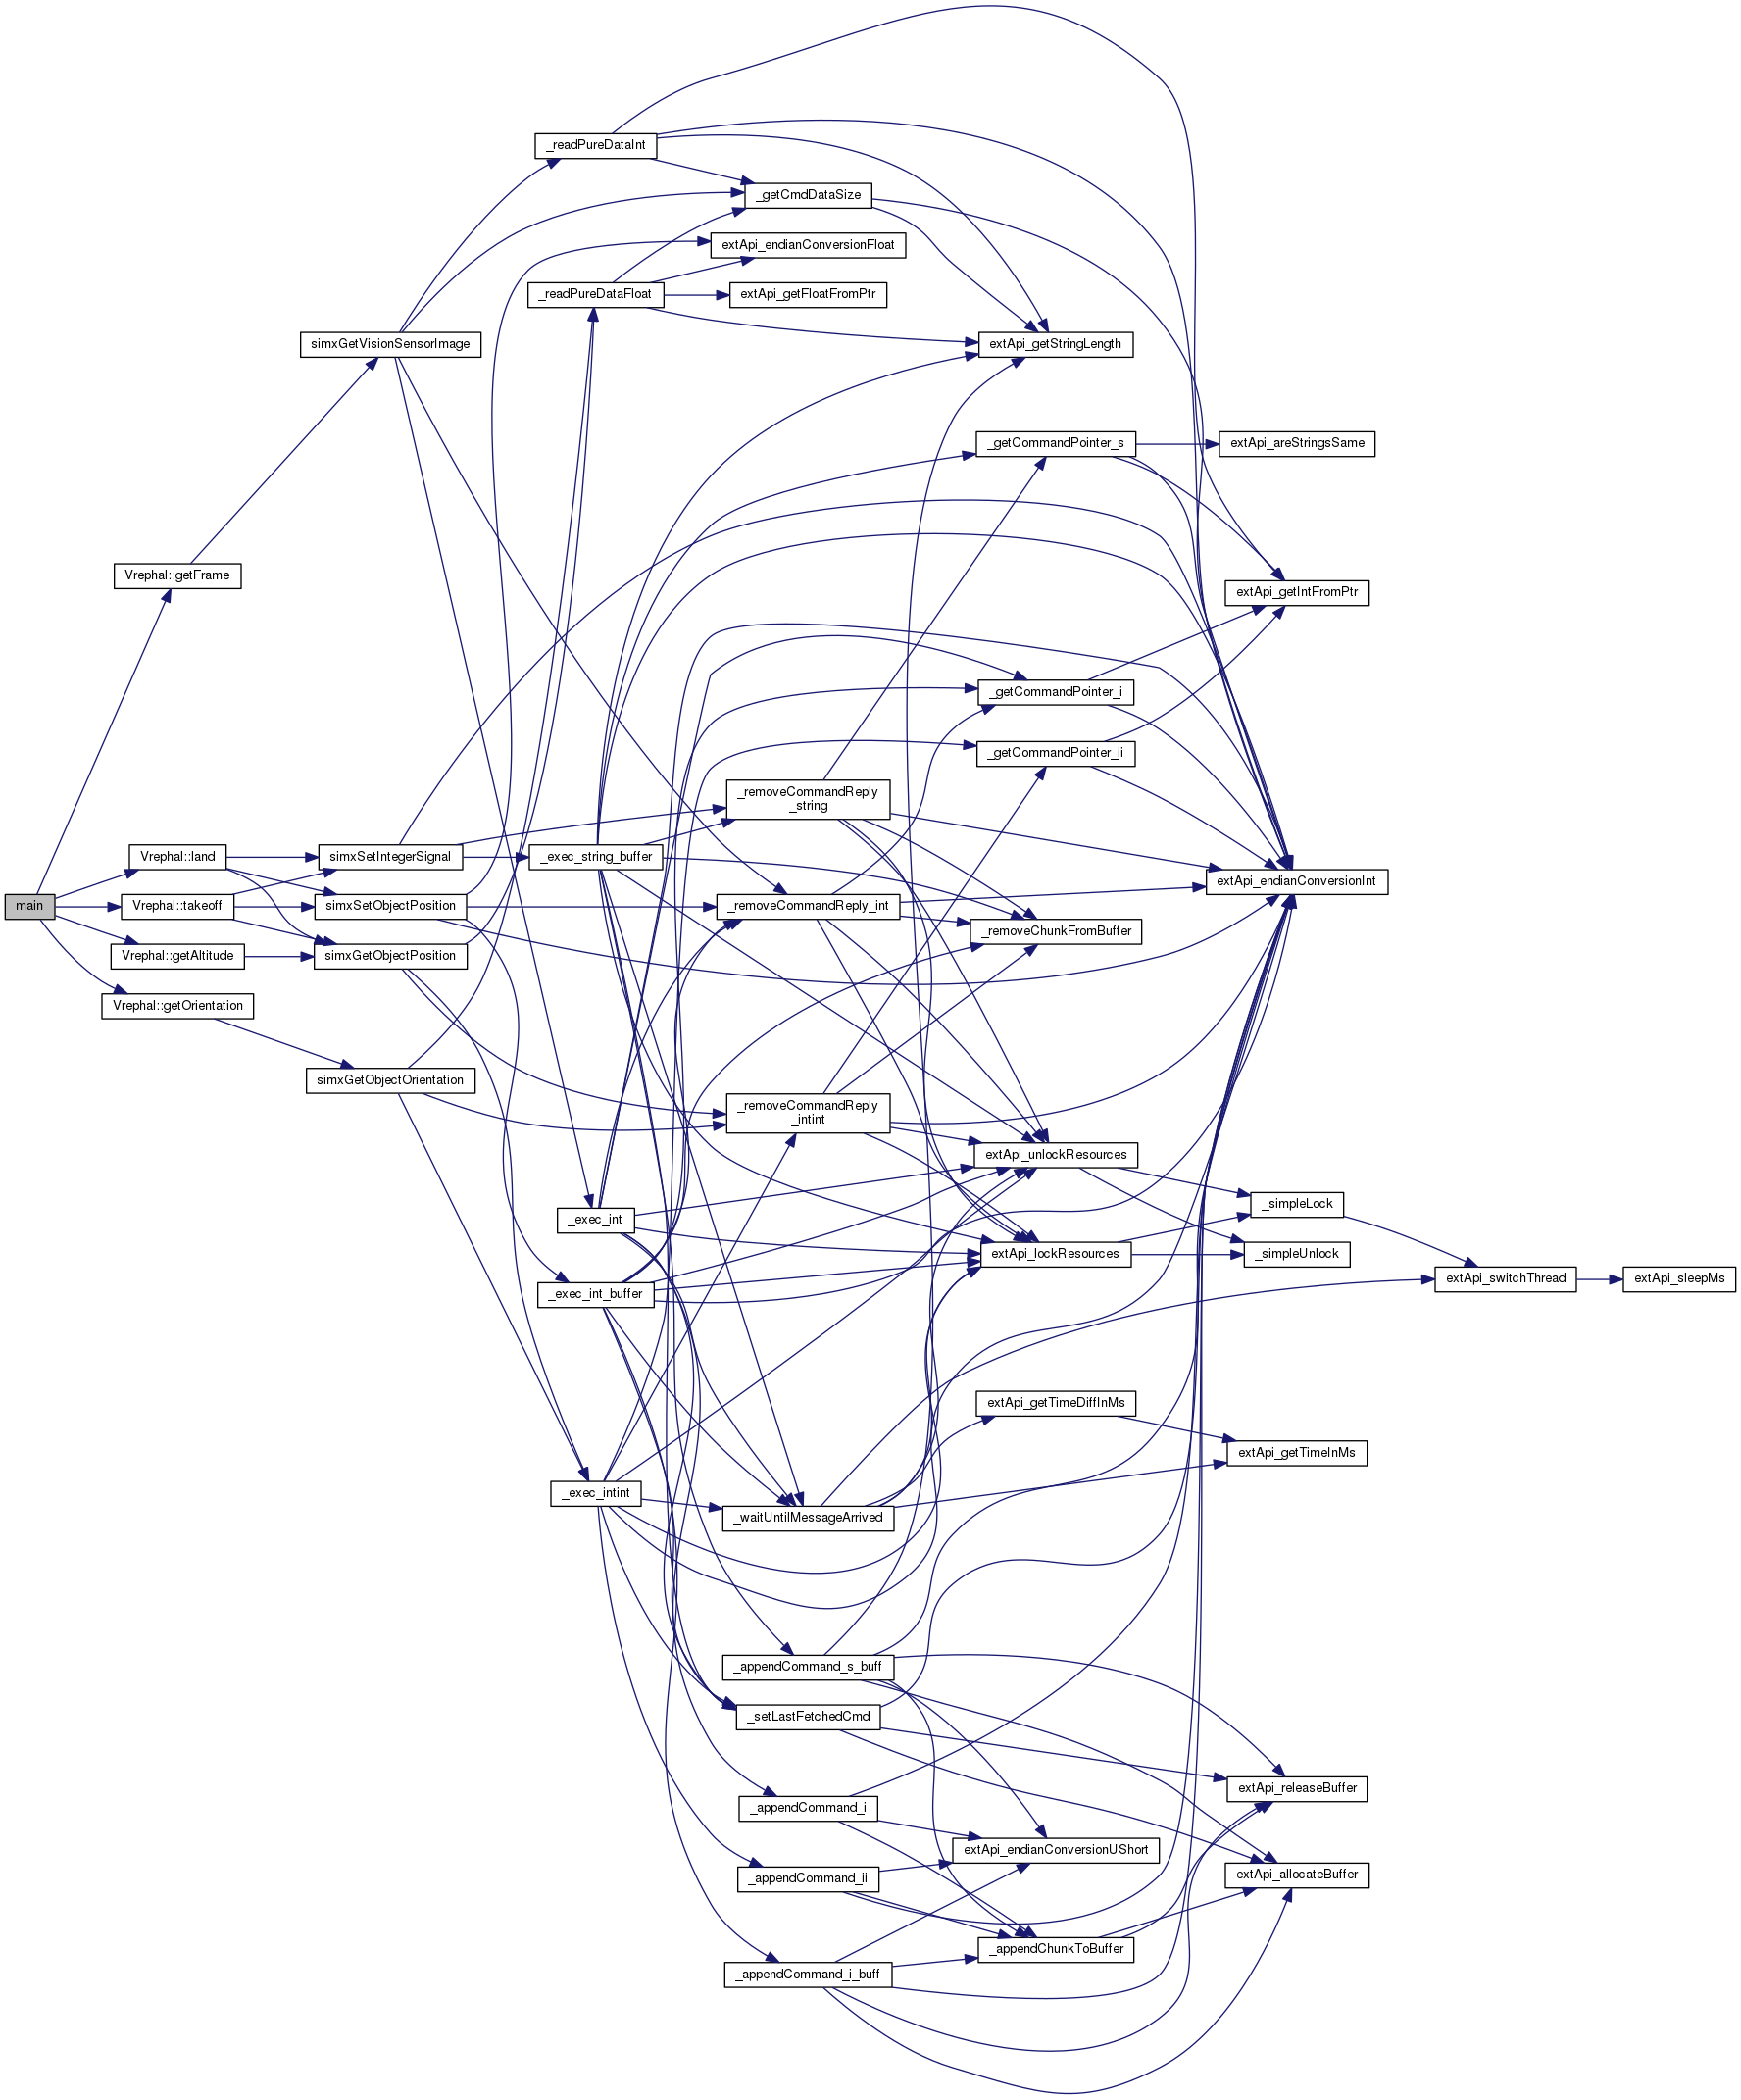 _readPureDataInt
_getCmdDataSize
extApi_endianConversionFloat
_readPureDataFloat
extApi_getFloatFromPtr
simxGetVisionSensorImage
extApi_getStringLength
_getCommandPointer_s
extApi_areStringsSame
Vrephal::getFrame
extApi_getIntFromPtr
_getCommandPointer_i
_getCommandPointer_ii
_removeCommandReply
_string
Vrephal::land
simxSetIntegerSignal
_exec_string_buffer
extApi_endianConversionInt
main
Vrephal::takeoff
simxSetObjectPosition
_removeCommandReply_int
_removeChunkFromBuffer
Vrephal::getAltitude
simxGetObjectPosition
Vrephal::getOrientation
simxGetObjectOrientation
_removeCommandReply
_intint
extApi_unlockResources
_simpleLock
_exec_int
extApi_lockResources
_simpleUnlock
extApi_switchThread
extApi_sleepMs
_exec_int_buffer
extApi_getTimeDiffInMs
extApi_getTimeInMs
_exec_intint
_waitUntilMessageArrived
_appendCommand_s_buff
_setLastFetchedCmd
extApi_releaseBuffer
_appendCommand_i
extApi_endianConversionUShort
_appendCommand_ii
extApi_allocateBuffer
_appendChunkToBuffer
_appendCommand_i_buff